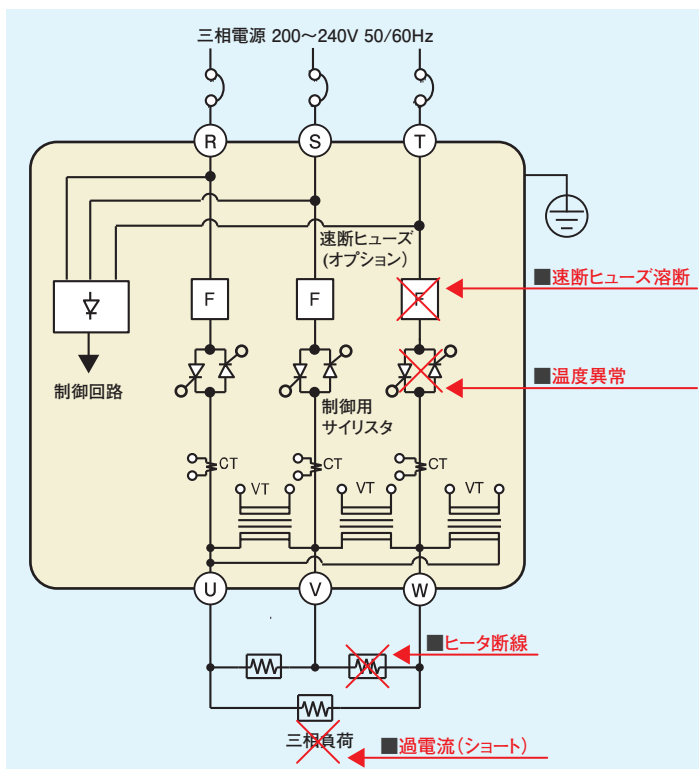 三相電源 200～240V 50/60Hz
R
S
T
速断ヒューズ
(オプション)
■速断ヒューズ溶断
F
F
F
■温度異常
制御回路
制御用
サイリスタ
CT
CT
CT
VT
VT
VT
U
V
W
■ヒータ断線
三相負荷
■過電流(ショート)